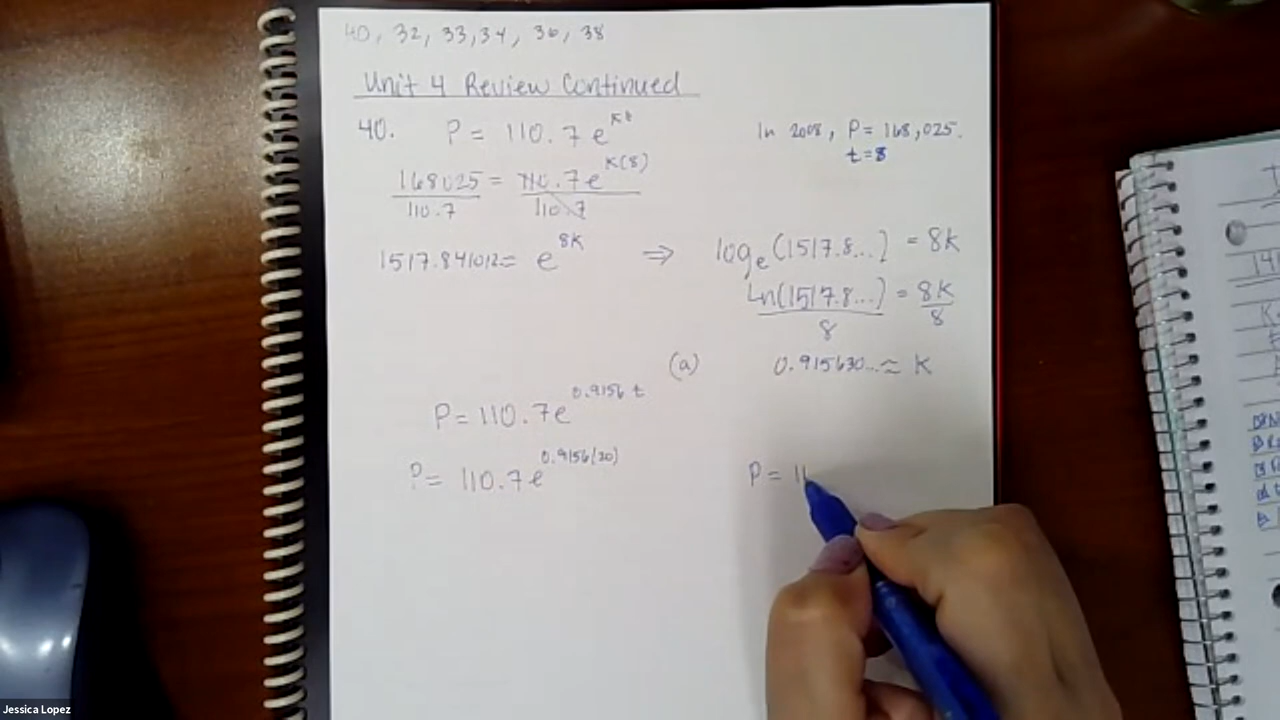 40, 32, 33, 34, 36, 38
Unit 4 Review Continued
40. P = 110.7 e^{kt}
In 2008, P = 168,025.
t = 8
168025/110.7 = 110.7e^{k(8)}/110.7
1517.841012 = e^{8k} ⇒ log_e(1517.8...) = 8k
Ln(1517.8...)/8 = 8k/8
(a) 0.915630... ≈ k
P = 110.7e^{0.9156t}
P = 110.7e^{0.9156(20)} P = 11
Jessica Lopez